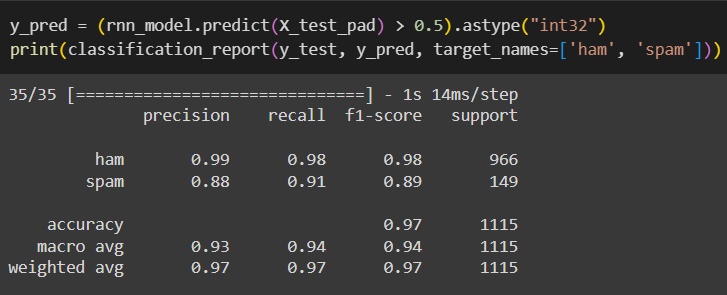 y_pred = (rnn_model.predict(X_test_pad) > 0.5).astype("int32")
print(classification_report(y_test, y_pred, target_names=['ham', 'spam']))
35/35 [==============================] - 1s 14ms/step
precision recall f1-score support
ham 0.99 0.98 0.98 966
spam 0.88 0.91 0.89 149
accuracy 0.97 1115
macro avg 0.93 0.94 0.94 1115
weighted avg 0.97 0.97 0.97 1115